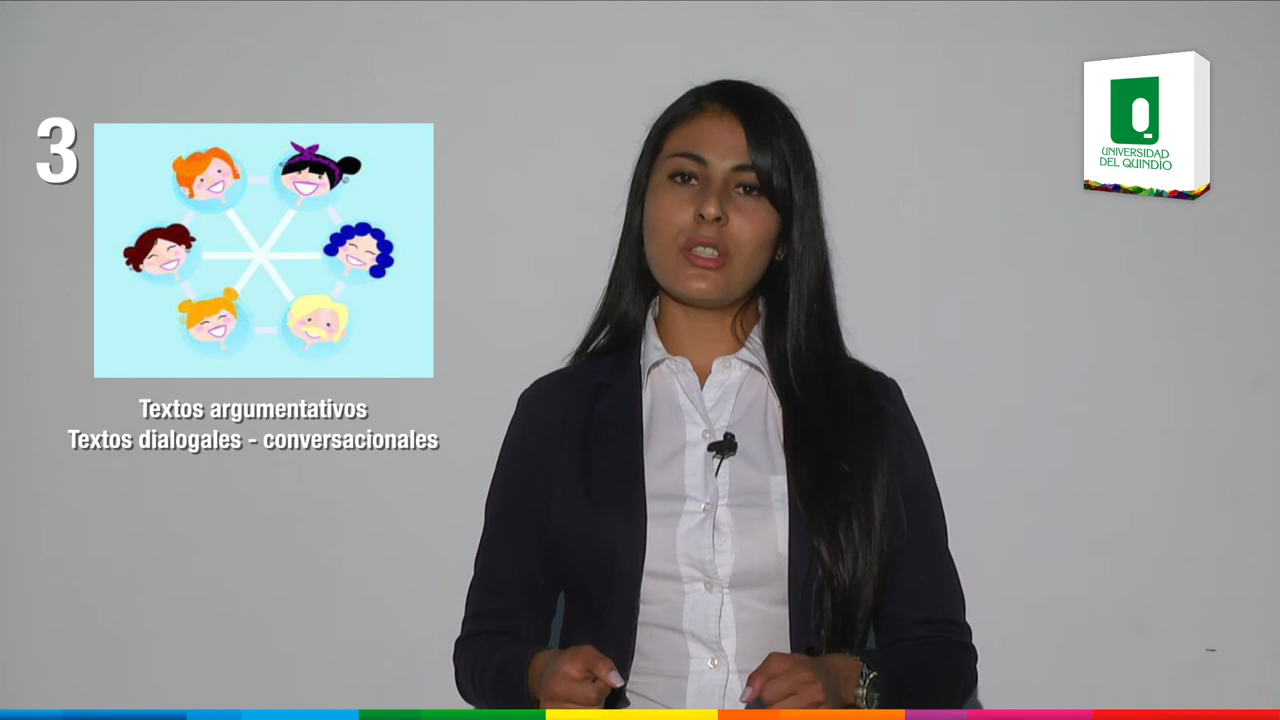 3
Textos argumentativos
Textos dialogales - conversacionales
UNIVERSIDAD
DEL QUINDIO